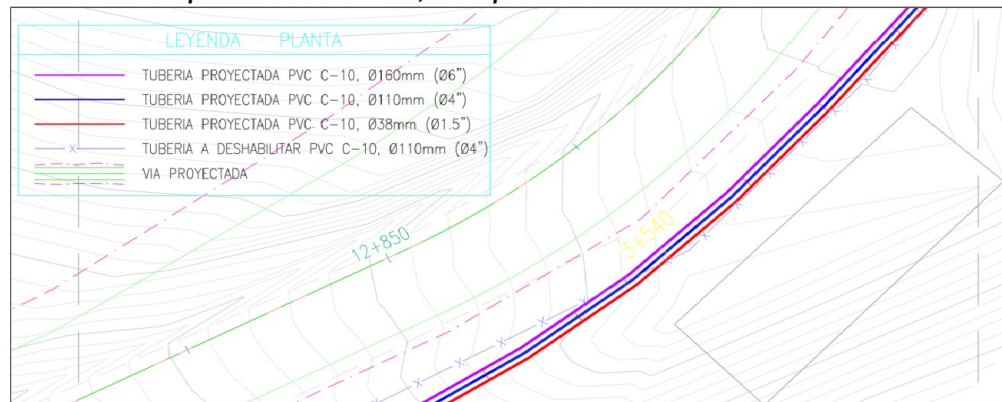 LEYENDA PLANTA
TUBERIA PROYECTADA PVC C-10, Ø160mm (Ø6")
TUBERIA PROYECTADA PVC C-10, Ø110mm (Ø4")
TUBERIA PROYECTADA PVC C-10, Ø38mm (Ø1.5")
TUBERIA A DESHABILITAR PVC C-10, Ø110mm (Ø4")
VIA PROYECTADA
12+850
5+540